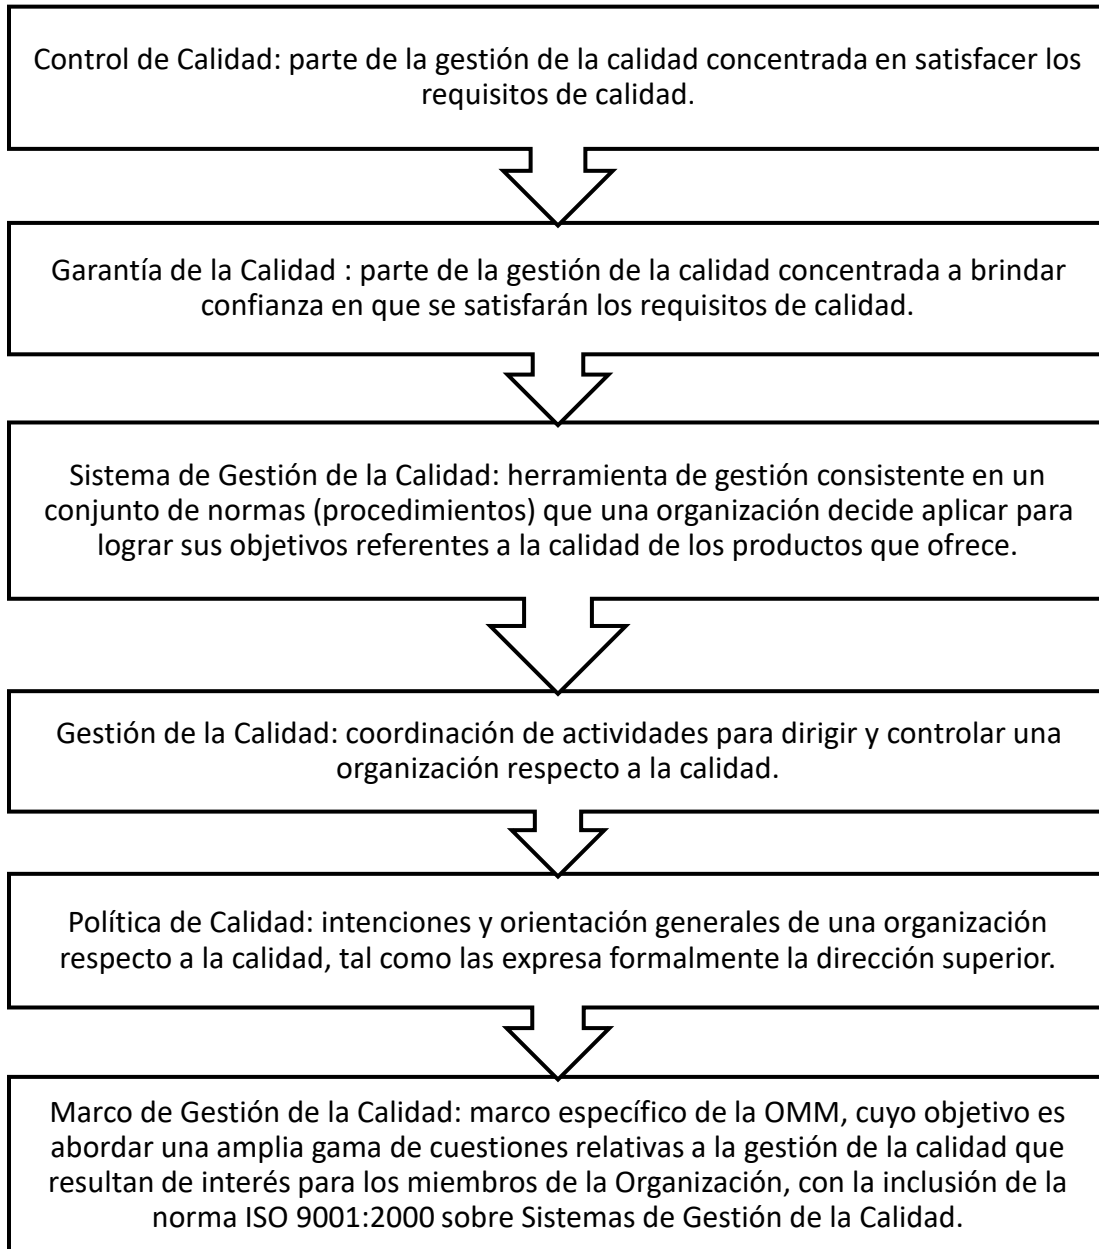 Control de Calidad: parte de la gestión de la calidad concentrada en satisfacer los
requisitos de calidad.
Garantía de la Calidad : parte de la gestión de la calidad concentrada a brindar
confianza en que se satisfarán los requisitos de calidad.
Sistema de Gestión de la Calidad: herramienta de gestión consistente en un
conjunto de normas (procedimientos) que una organización decide aplicar para
lograr sus objetivos referentes a la calidad de los productos que ofrece.
Gestión de la Calidad: coordinación de actividades para dirigir y controlar una
organización respecto a la calidad.
Política de Calidad: intenciones y orientación generales de una organización
respecto a la calidad, tal como las expresa formalmente la dirección superior.
Marco de Gestión de la Calidad: marco específico de la OMM, cuyo objetivo es
abordar una amplia gama de cuestiones relativas a la gestión de la calidad que
resultan de interés para los miembros de la Organización, con la inclusión de la
norma ISO 9001:2000 sobre Sistemas de Gestión de la Calidad.